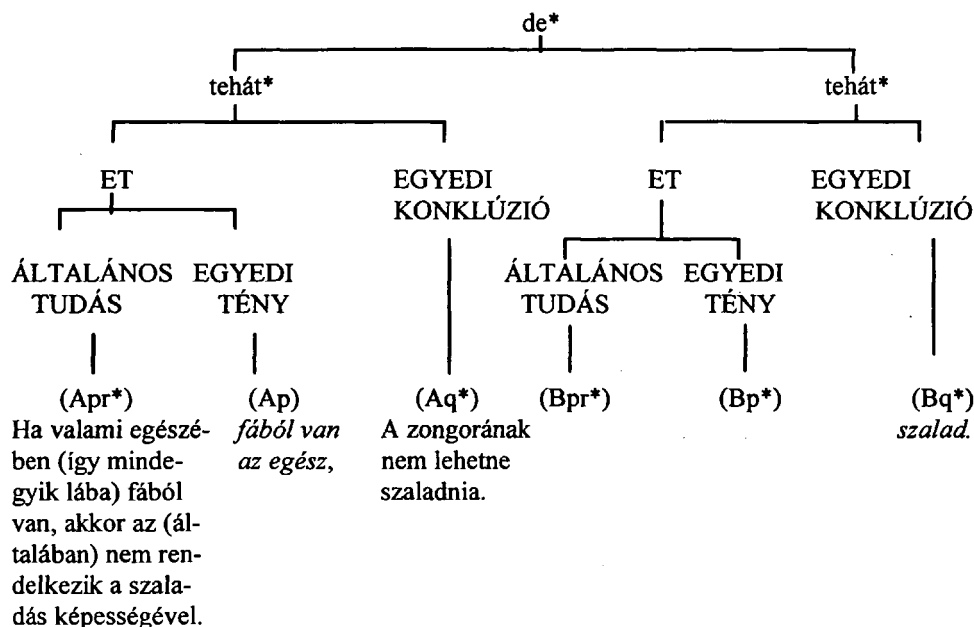 de*
tehát* tehát*
ET EGYEDI KONKLÚZIÓ ET EGYEDI KONKLÚZIÓ
ÁLTALÁNOS TUDÁS EGYEDI TÉNY ÁLTALÁNOS TUDÁS EGYEDI TÉNY
(Apr*) (Ap) (Aq*) (Bpr*) (Bp*) (Bq*)
Ha valami egészé-
ben (így minde-
gyik lába) fából
van, akkor az (ál-
talában) nem ren-
delkezik a szala-
dás képességével.
fából van
az egész,
A zongorának
nem lehetne
szaladnia.
szalad.